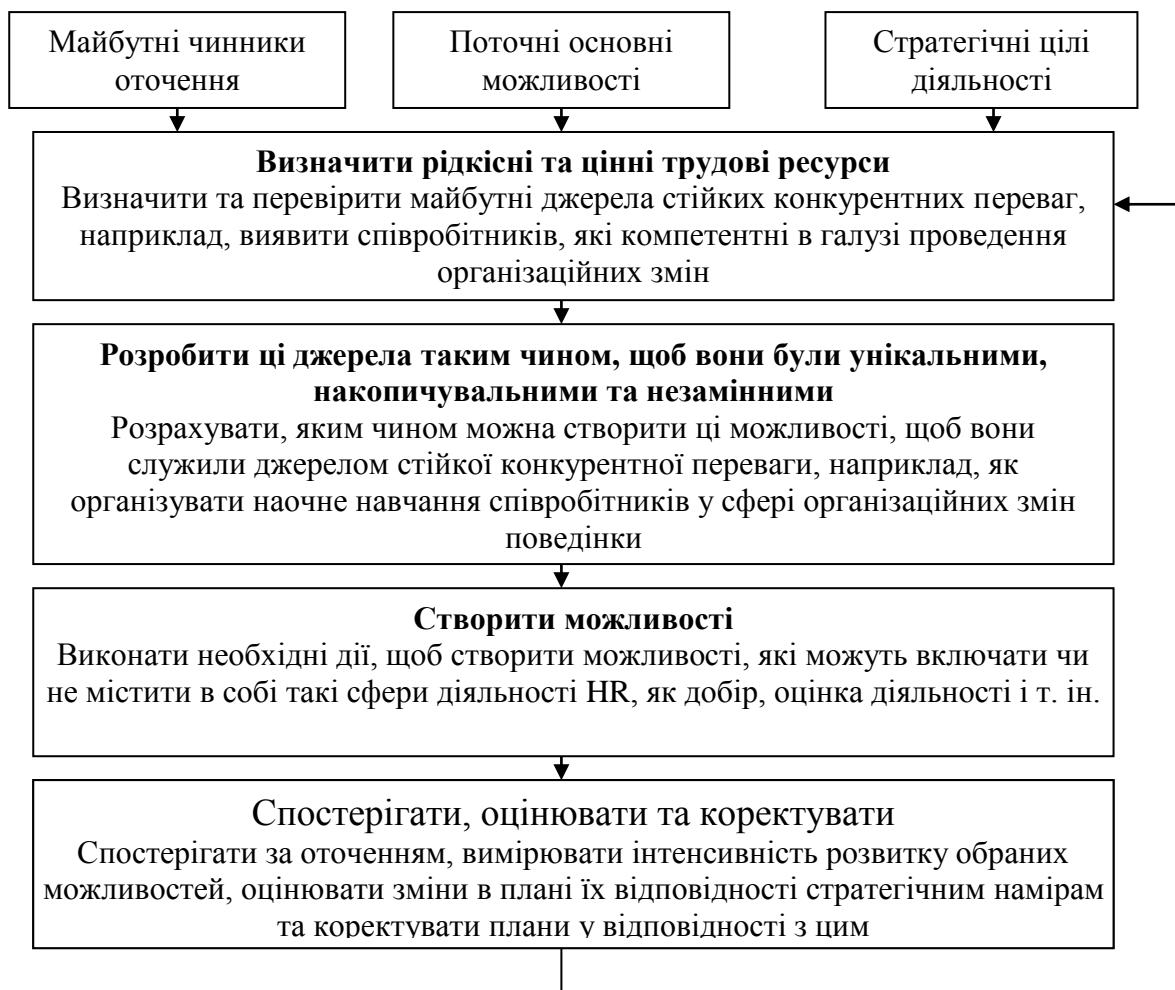 Майбутні чинники
оточення
Поточні основні
можливості
Стратегічні цілі
діяльності
Визначити рідкісні та цінні трудові ресурси
Визначити та перевірити майбутні джерела стійких конкурентних переваг,
наприклад, виявити співробітників, які компетентні в галузі проведення
організаційних змін
Розробити ці джерела таким чином, щоб вони були унікальними,
накопичувальними та незамінними
Розрахувати, яким чином можна створити ці можливості, щоб вони
служили джерелом стійкої конкурентної переваги, наприклад, як
організувати наочне навчання співробітників у сфері організаційних змін
поведінки
Створити можливості
Виконати необхідні дії, щоб створити можливості, які можуть включати чи
не містити в собі такі сфери діяльності HR, як добір, оцінка діяльності і т. ін.
Спостерігати, оцінювати та коректувати
Спостерігати за оточенням, вимірювати інтенсивність розвитку обраних
можливостей, оцінювати зміни в плані їх відповідності стратегічним намірам
та коректувати плани у відповідності з цим